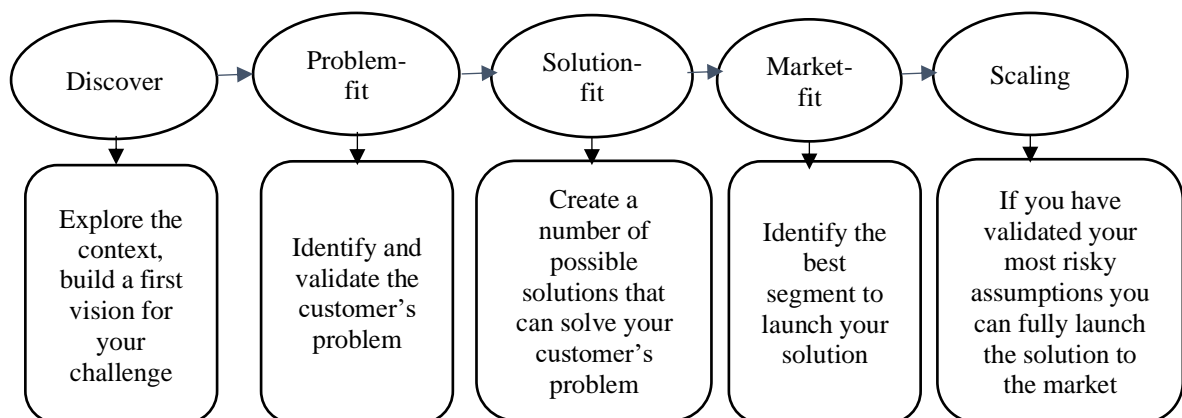 Discover
Problem-
fit
Solution-
fit
Market-
fit
Scaling
Explore the
context,
build a first
vision for
your
challenge
Identify and
validate the
customer’s
problem
Create a
number of
possible
solutions that
can solve your
customer’s
problem
Identify the
best
segment to
launch your
solution
If you have
validated your
most risky
assumptions you
can fully launch
the solution to
the market